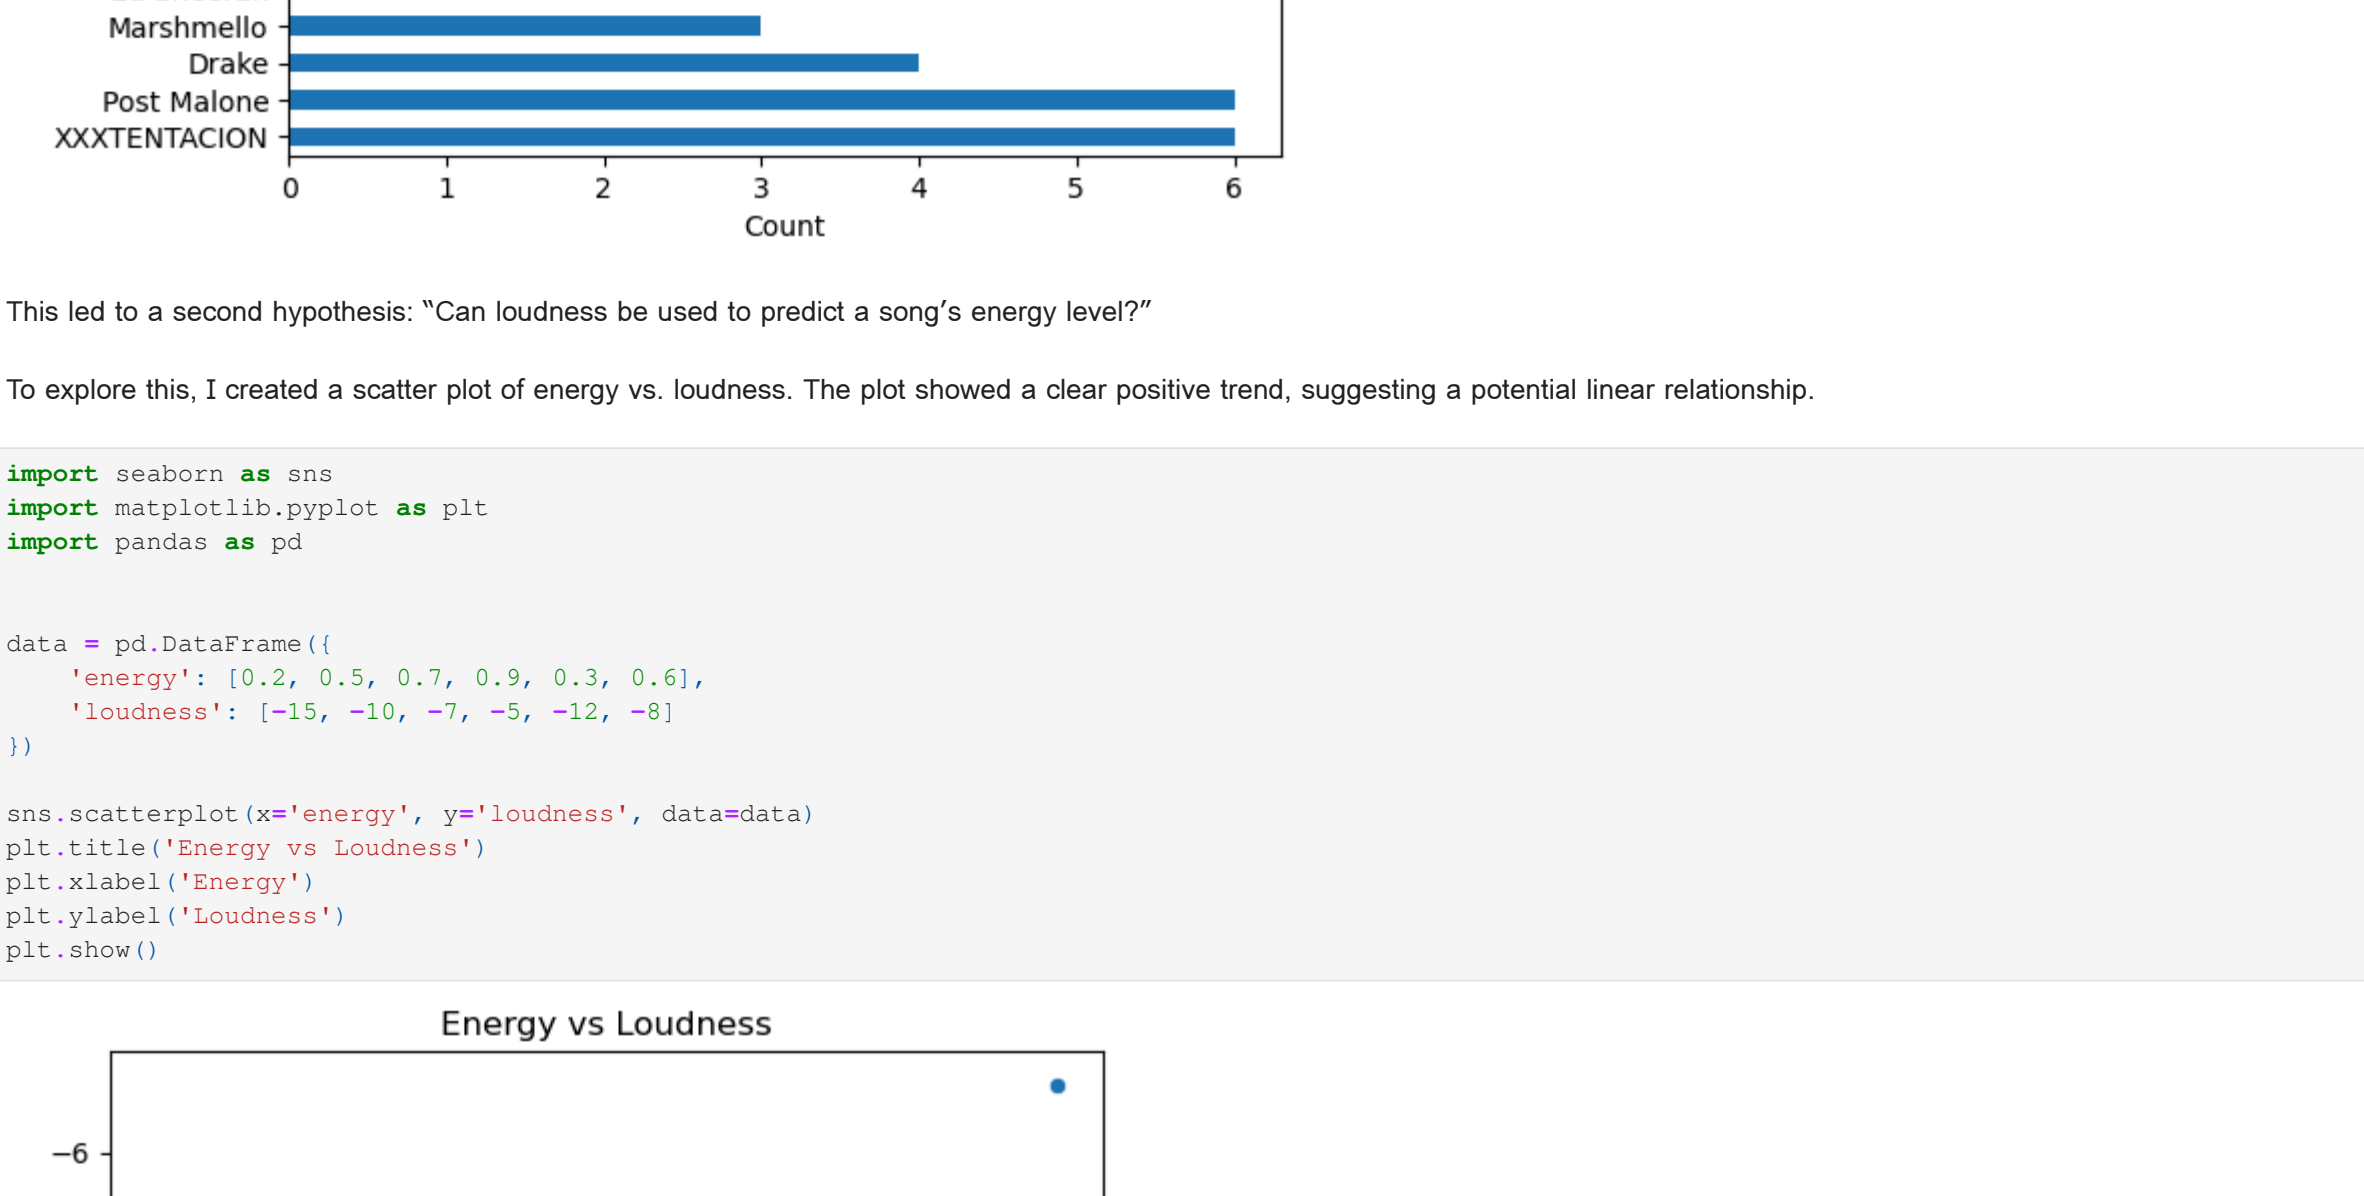 Marshmello
Drake
Post Malone
XXXTENTACION
0 1 2 3 4 5 6
Count
This led to a second hypothesis: “Can loudness be used to predict a song’s energy level?”
To explore this, I created a scatter plot of energy vs. loudness. The plot showed a clear positive trend, suggesting a potential linear relationship.
import seaborn as sns
import matplotlib.pyplot as plt
import pandas as pd
data = pd.DataFrame({
    'energy': [0.2, 0.5, 0.7, 0.9, 0.3, 0.6],
    'loudness': [-15, -10, -7, -5, -12, -8]
})
sns.scatterplot(x='energy', y='loudness', data=data)
plt.title('Energy vs Loudness')
plt.xlabel('Energy')
plt.ylabel('Loudness')
plt.show()
Energy vs Loudness
−6